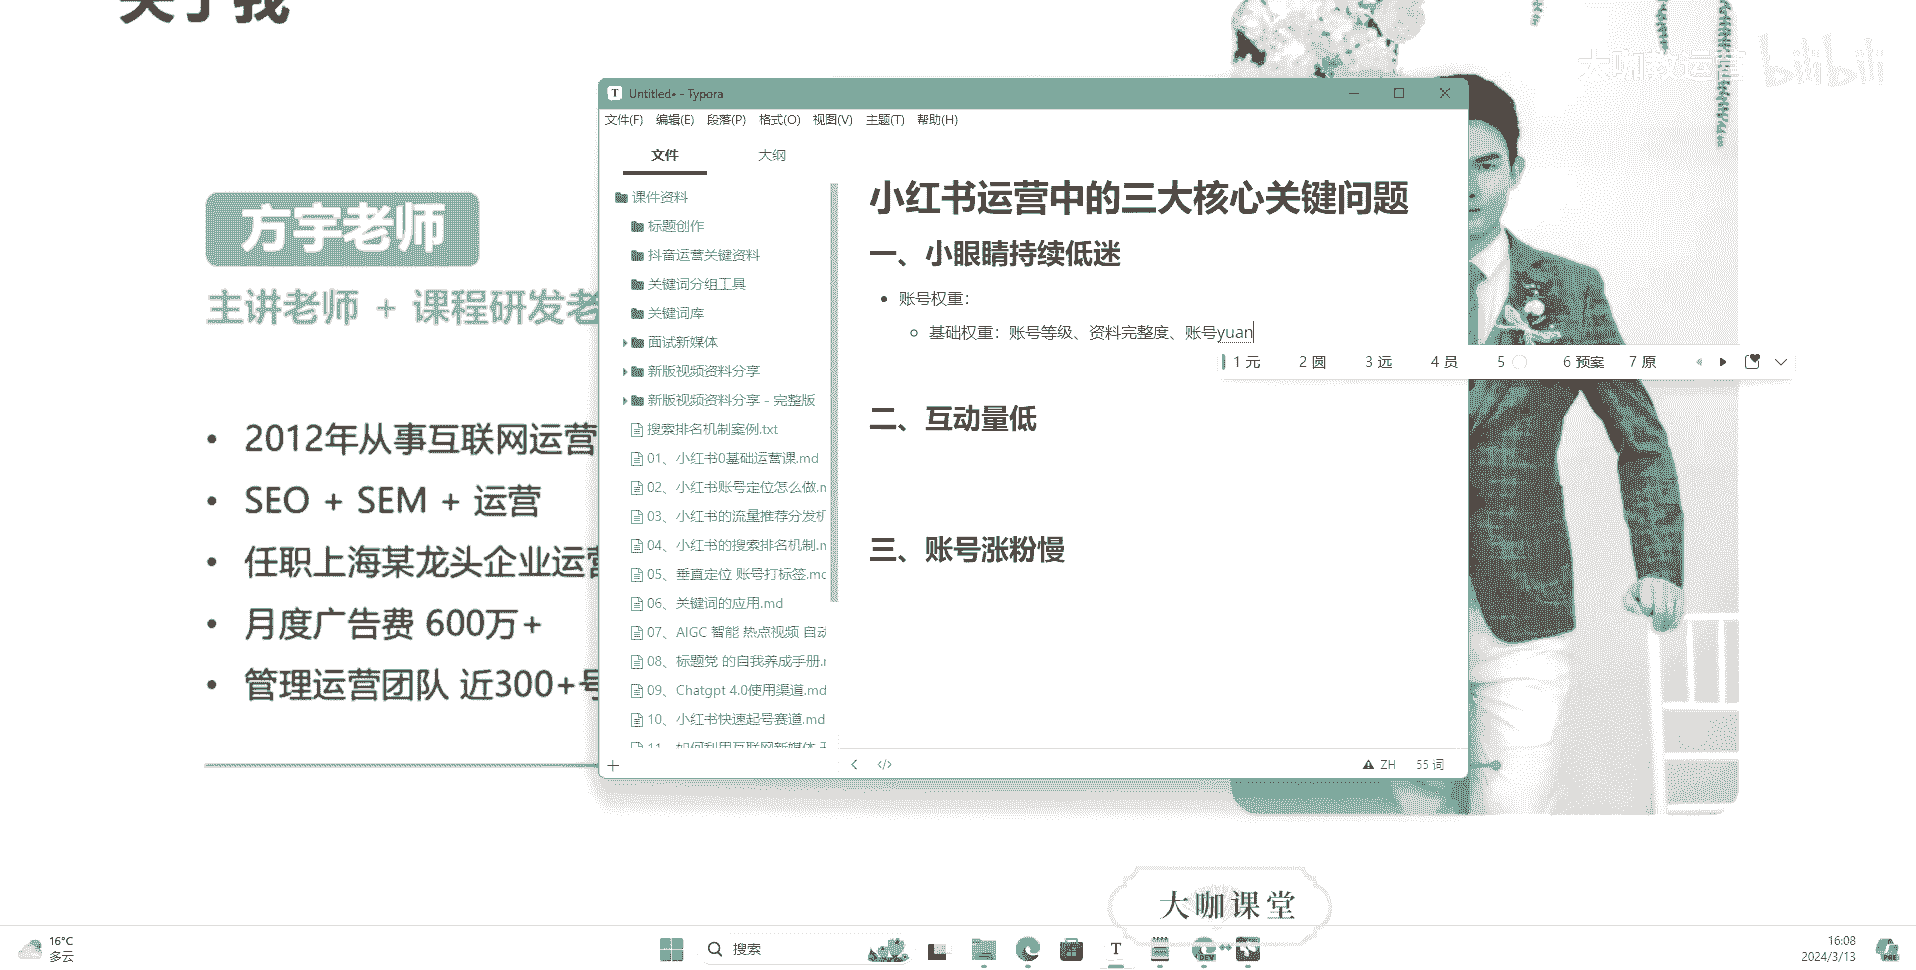 关于我
大咖教运营 bilibili
方宇老师
主讲老师 + 课程研发老
2012年从事互联网运营
SEO + SEM + 运营
任职上海某龙头企业运营
月度广告费 600万+
管理运营团队 近300+号
Untitled• - Typora
文件(F) 编辑(E) 段落(P) 格式(O) 视图(V) 主题(T) 帮助(H)
文件 大纲
课件资料
标题创作
抖音运营关键资料
关键词分组工具
关键词库
面试新媒体
新版视频资料分享
新版视频资料分享 - 完整版
搜索排名机制案例.txt
01、小红书0基础运营课.md
02、小红书账号定位怎么做.m
03、小红书的流量推荐分发机
04、小红书的搜索排名机制.m
05、垂直定位 账号打标签.md
06、关键词的应用.md
07、AIGC 智能 热点视频 自动
08、标题党 的自我养成手册.m
09、Chatgpt 4.0使用渠道.md
10、小红书快速起号赛道.md
11、如何利用互联网新媒体
小红书运营中的三大核心关键问题
一、小眼睛持续低迷
账号权重：
基础权重：账号等级、资料完整度、账号yuan
1 元 2 圆 3 远 4 员 5 〇 6 预案 7 原
二、互动量低
三、账号涨粉慢
ZH 55 词
大咖课堂
16°C
多云
搜索
T
DEV
16:08
2024/3/13
PRE